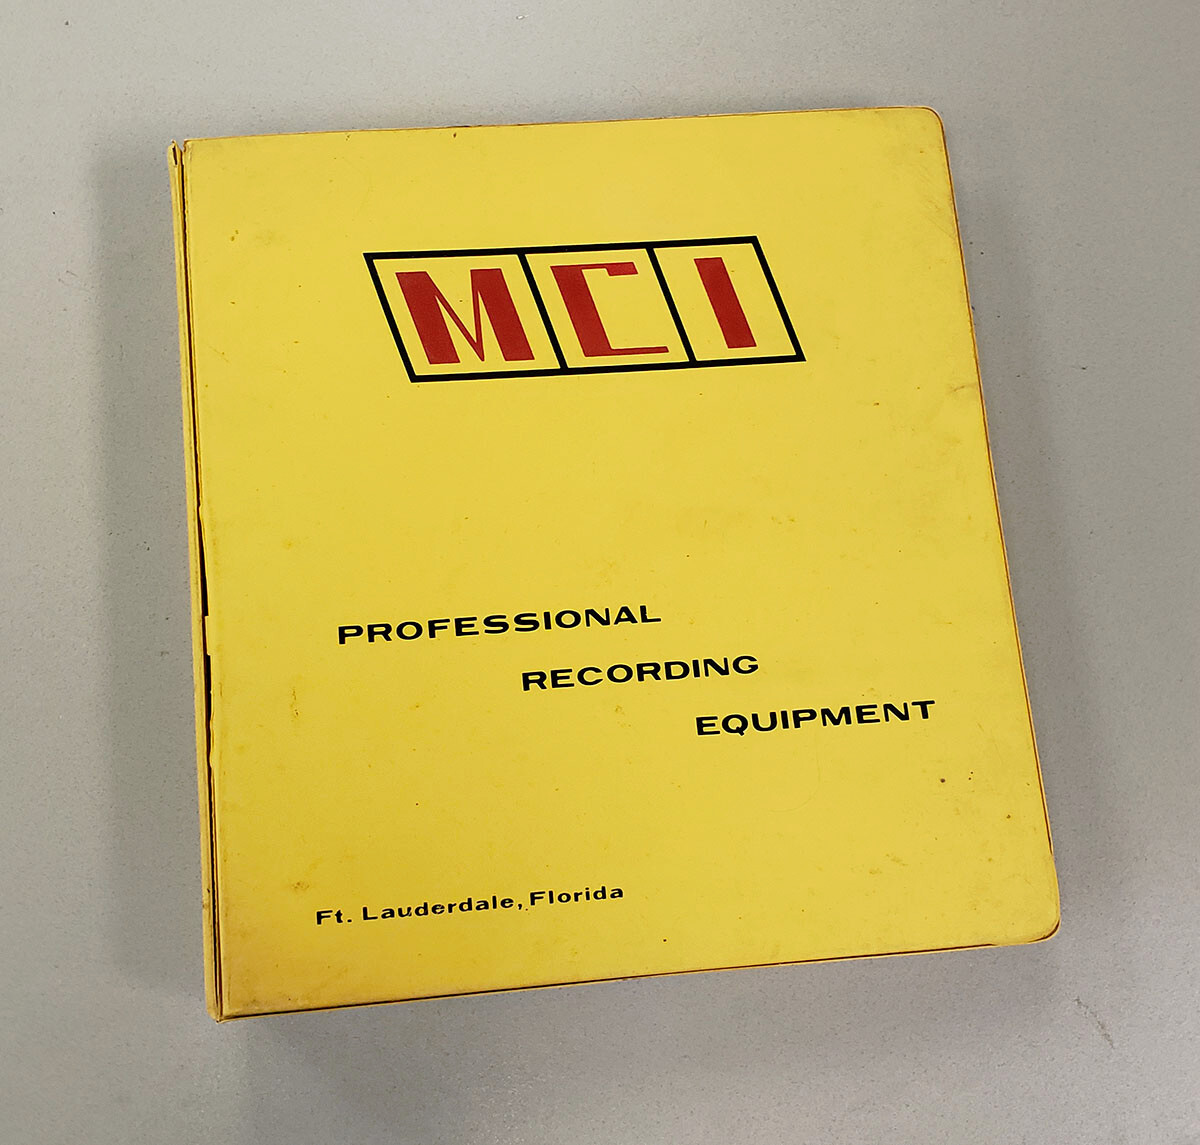 MCI
PROFESSIONAL
RECORDING
EQUIPMENT
Ft. Lauderdale, Florida